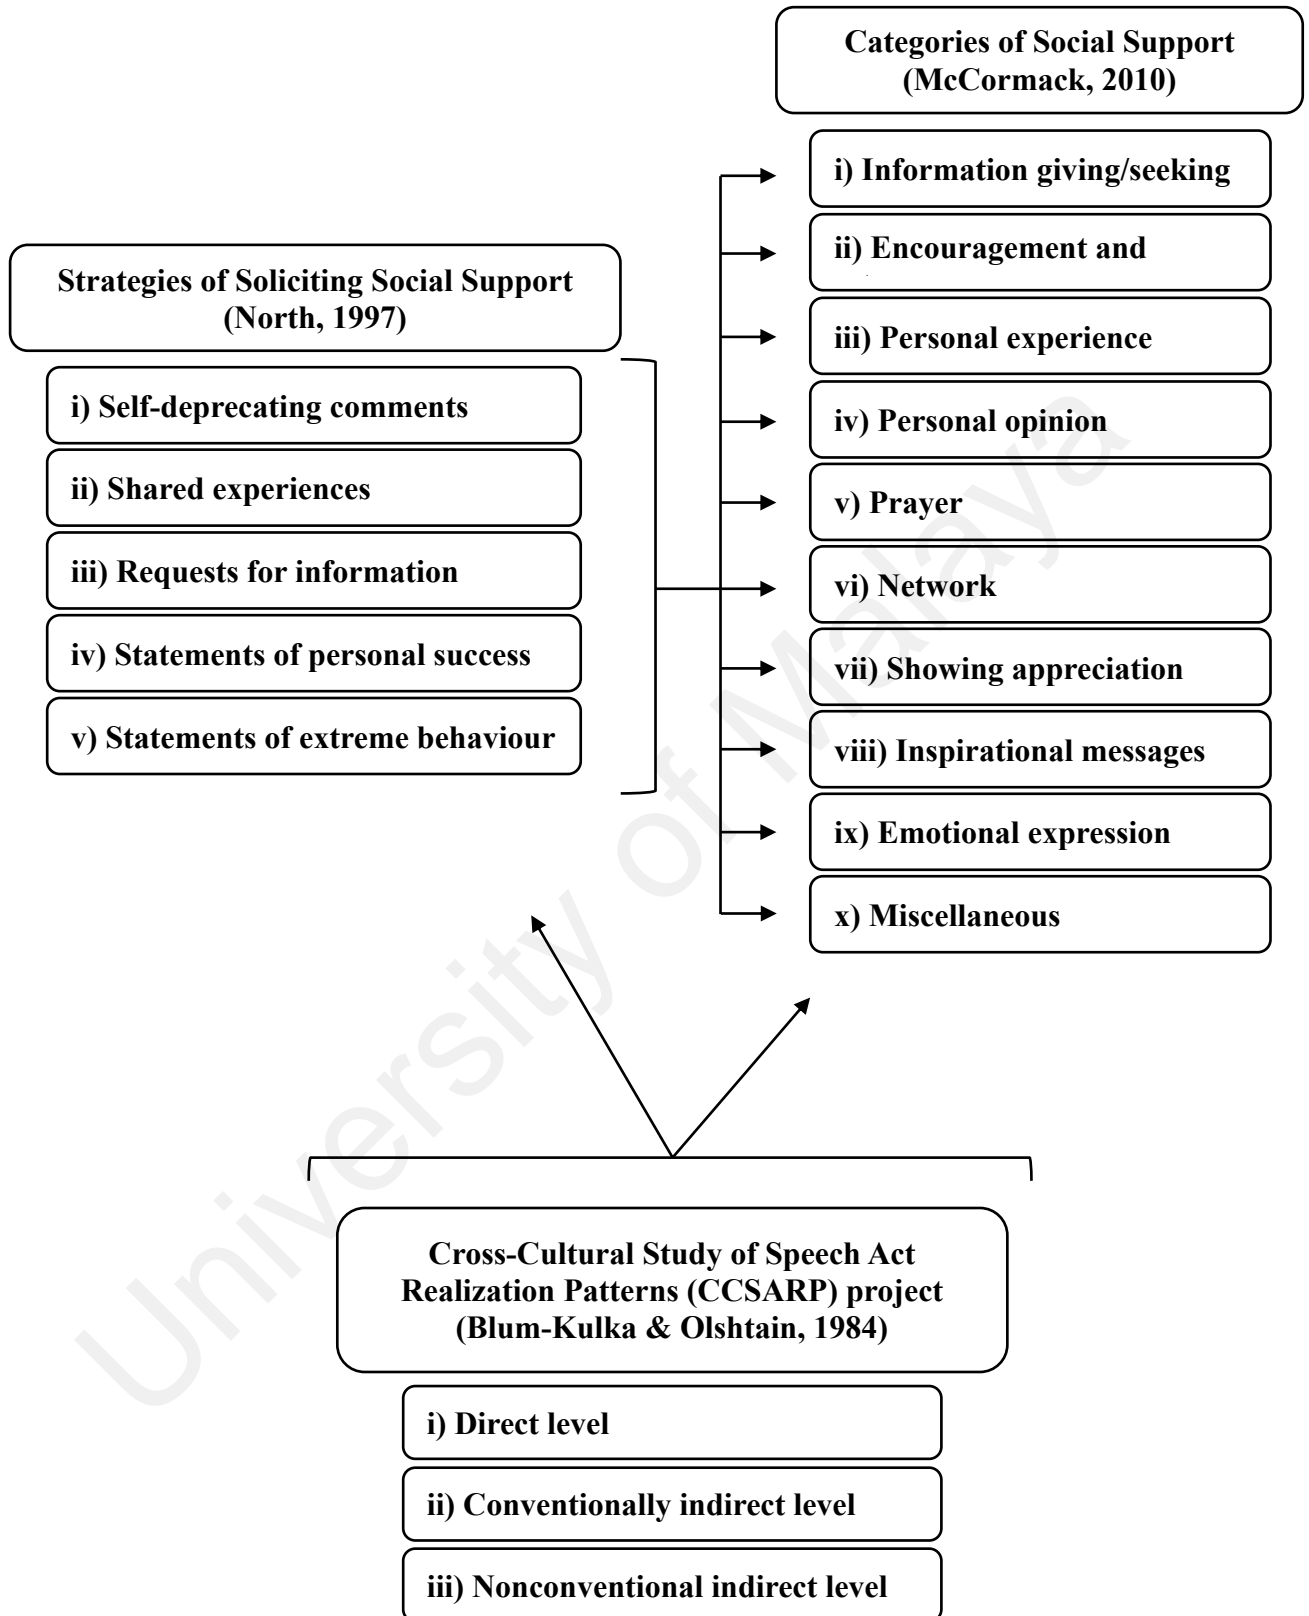 Categories of Social Support
(McCormack, 2010)
i) Information giving/seeking
ii) Encouragement and
iii) Personal experience
iv) Personal opinion
v) Prayer
vi) Network
vii) Showing appreciation
viii) Inspirational messages
ix) Emotional expression
x) Miscellaneous
Strategies of Soliciting Social Support
(North, 1997)
i) Self-deprecating comments
ii) Shared experiences
iii) Requests for information
iv) Statements of personal success
v) Statements of extreme behaviour
Cross-Cultural Study of Speech Act
Realization Patterns (CCSARP) project
(Blum-Kulka & Olshtain, 1984)
i) Direct level
ii) Conventionally indirect level
iii) Nonconventional indirect level
University of Malaya